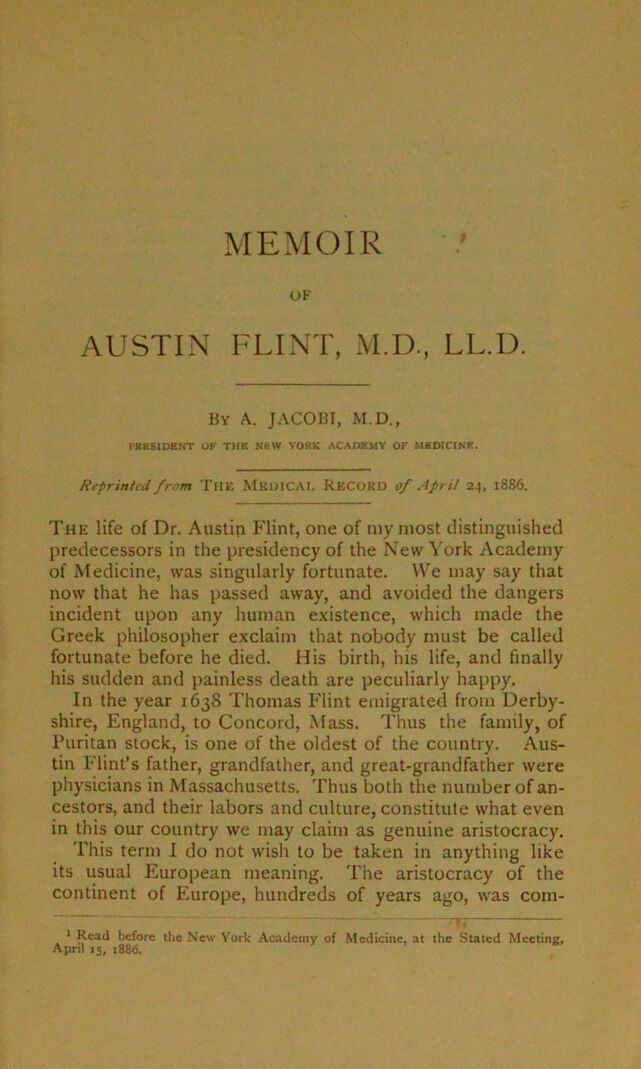 MEMOIR
OF
AUSTIN FLINT, M.D., LL.D.
By A. JACOBI, M.D.,
PRESIDENT OF THE NEW YORK ACADEMY OF MEDICINE.
Reprinted from The Medical Record of April 24, 1886.
The life of Dr. Austin Flint, one of my most distinguished
predecessors in the presidency of the New York Academy
of Medicine, was singularly fortunate. We may say that
now that he has passed away, and avoided the dangers
incident upon any human existence, which made the
Greek philosopher exclaim that nobody must be called
fortunate before he died. His birth, his life, and finally
his sudden and painless death are peculiarly happy.
In the year 1638 Thomas Flint emigrated from Derby-
shire, England, to Concord, Mass. Thus the family, of
Puritan stock, is one of the oldest of the country. Aus-
tin Flint's father, grandfather, and great-grandfather were
physicians in Massachusetts. Thus both the number of an-
cestors, and their labors and culture, constitute what even
in this our country we may claim as genuine aristocracy.
This term I do not wish to be taken in anything like
its usual European meaning. The aristocracy of the
continent of Europe, hundreds of years ago, was com-
1 Read before the New York Academy of Medicine, at the Stated Meeting,
April 15, 1886.